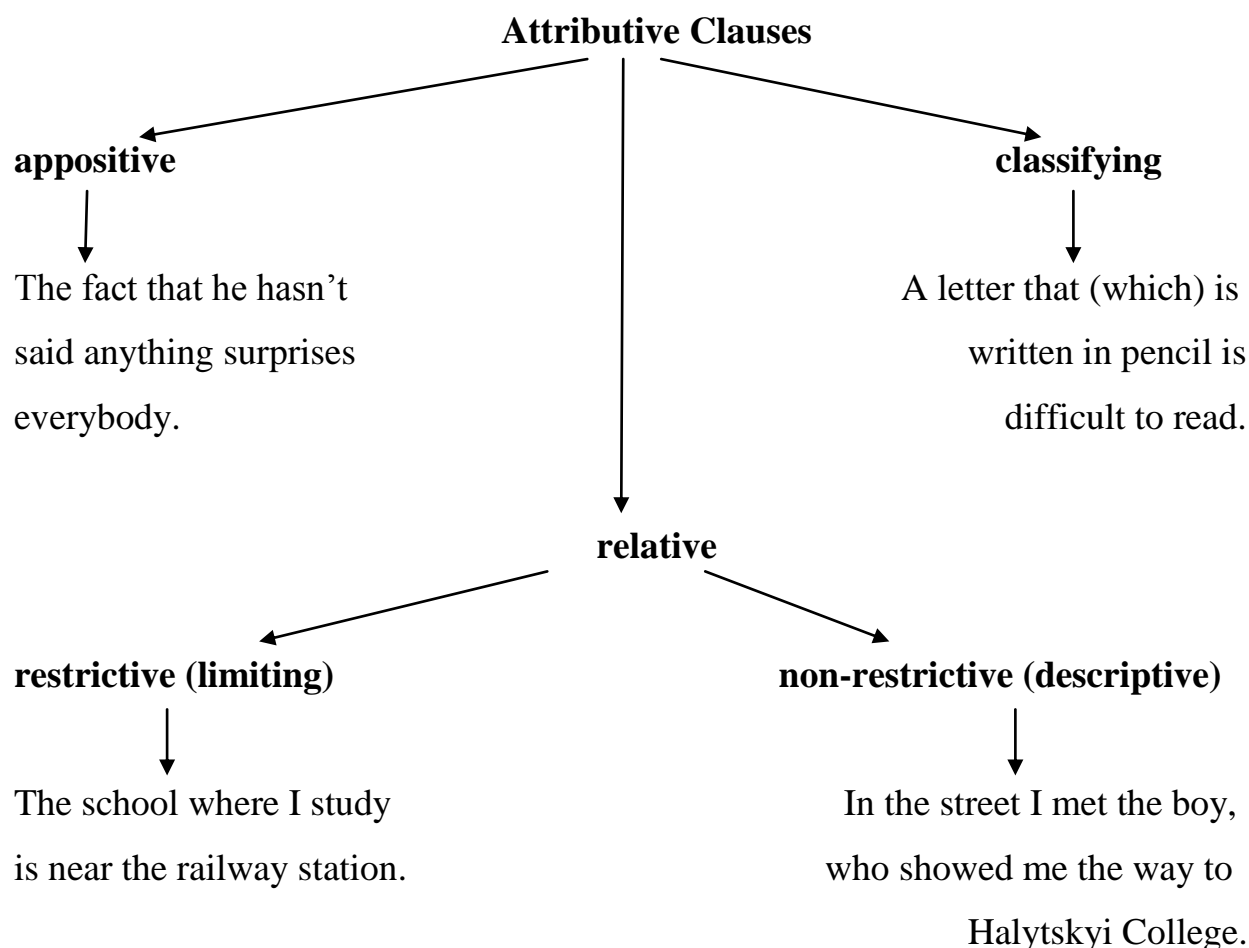 Attributive Clauses
appositive
classifying
The fact that he hasn’t
said anything surprises
everybody.
A letter that (which) is
written in pencil is
difficult to read.
relative
restrictive (limiting)
non-restrictive (descriptive)
The school where I study
is near the railway station.
In the street I met the boy,
who showed me the way to
Halytskyi College.